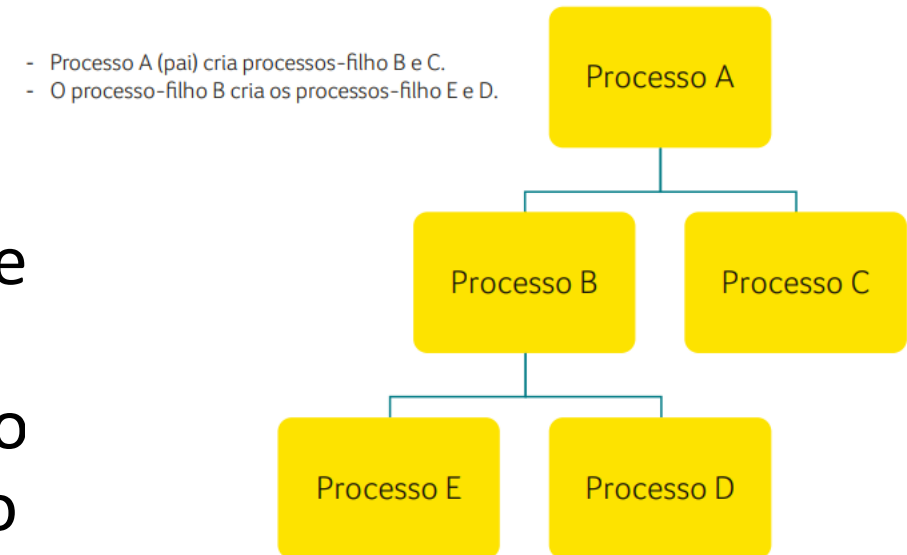 - Processo A (pai) cria processos-filho B e C.
- O processo-filho B cria os processos-filho E e D.
Processo A
e
Processo B
Processo C
o
o
Processo E
Processo D